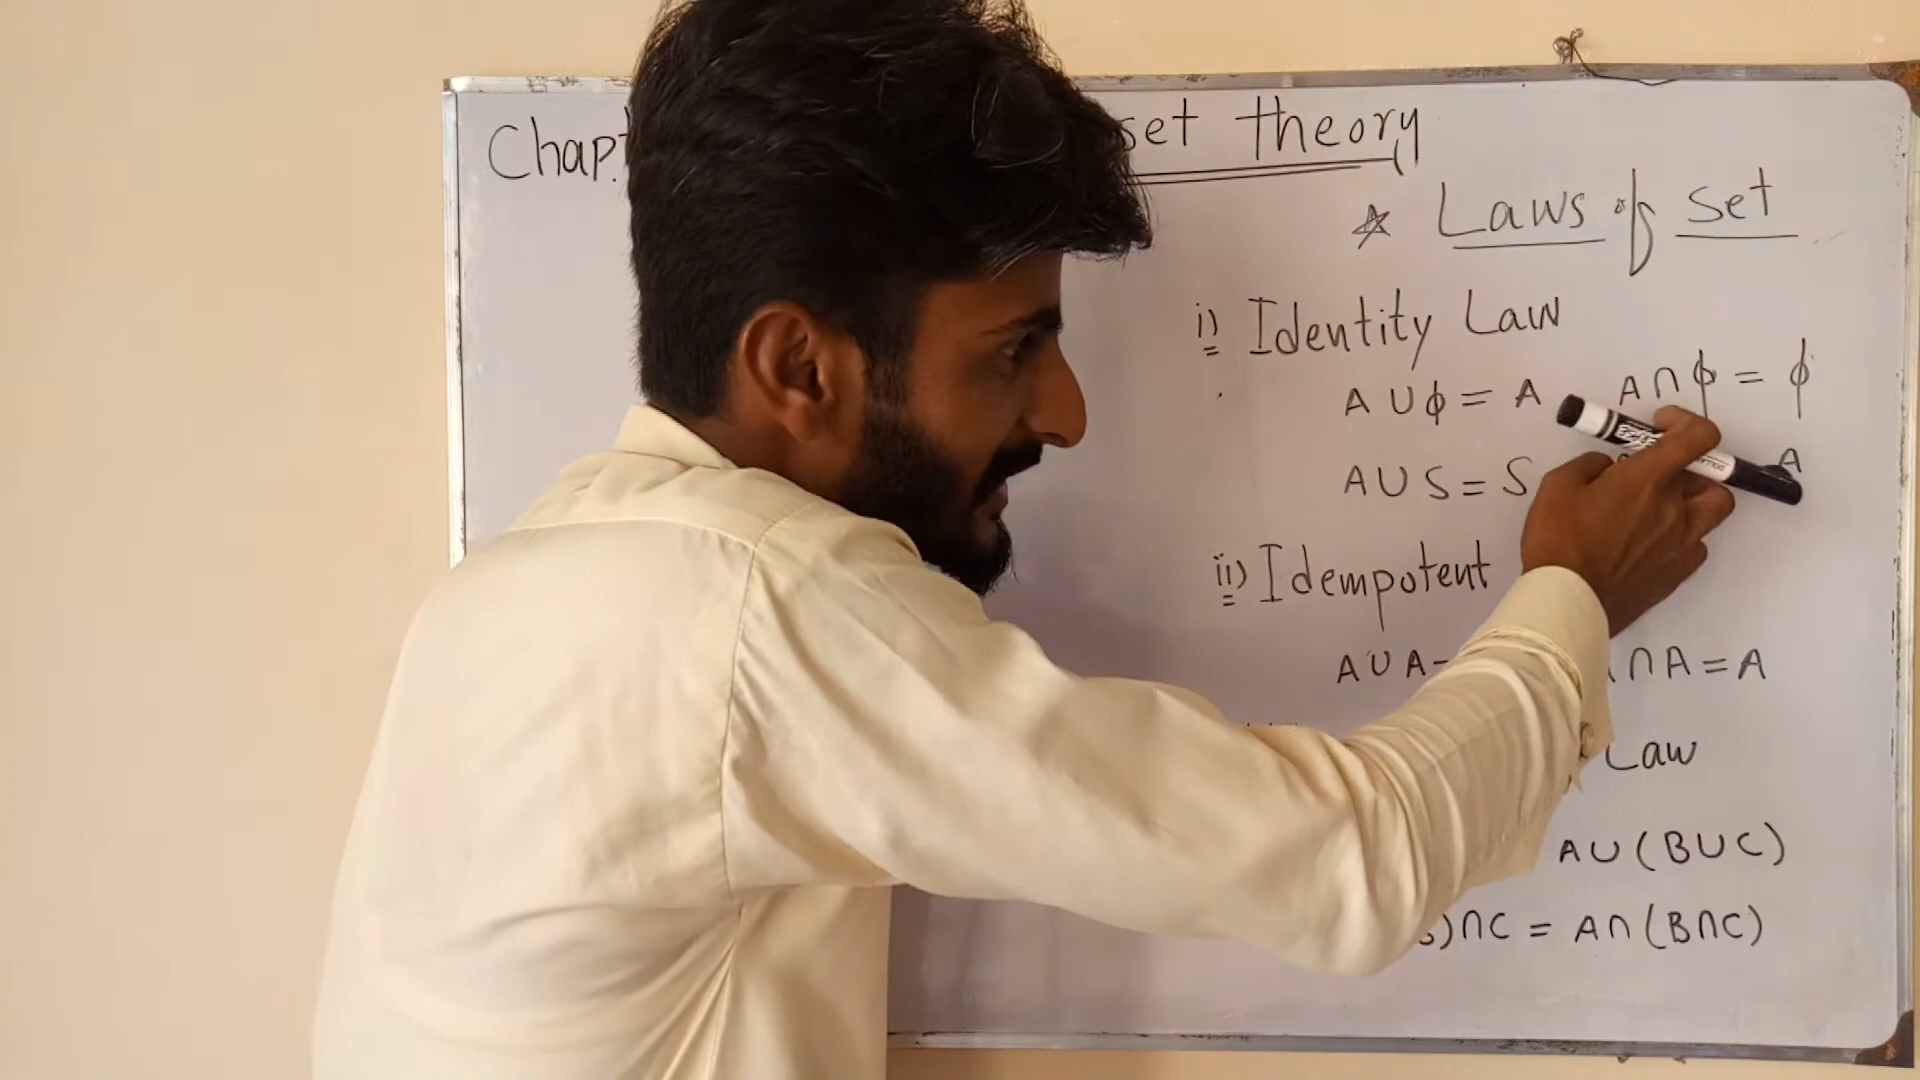 Chap set theory
☆ Laws of set
i) Identity Law
A ∪ ϕ = A A ∩ ϕ = ϕ
A ∪ S = S A
ii) Idempotent
A ∪ A ∩ A = A
Law
A ∪ (B ∪ C)
) ∩ C = A ∩ (B ∩ C)